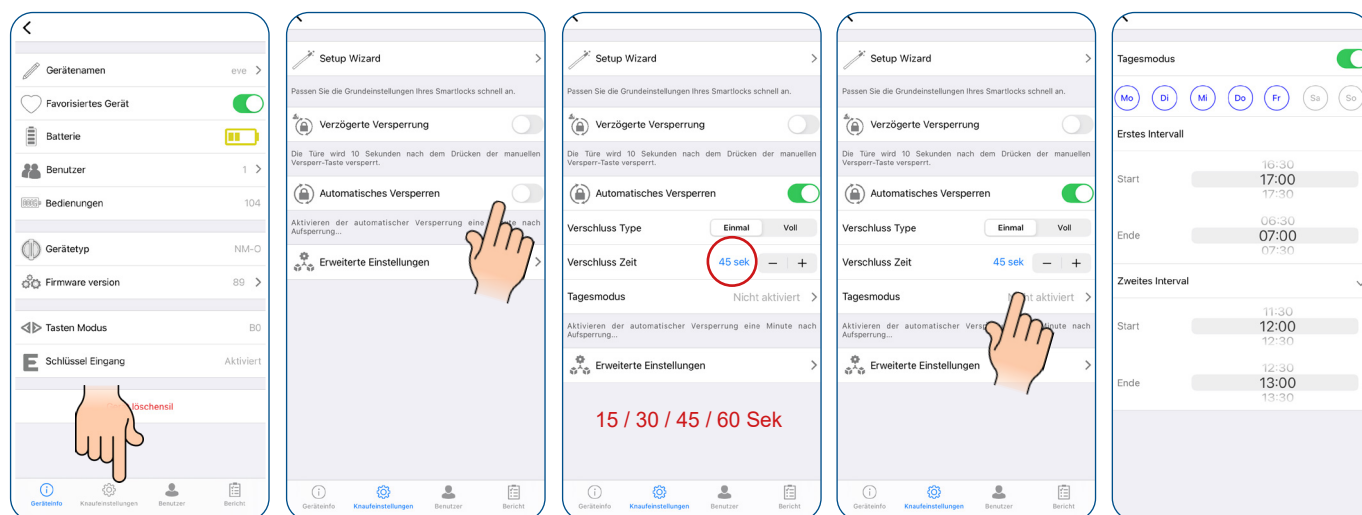 Gerätenamen eve
Favorisiertes Gerät
Batterie
Benutzer 1
Bedienungen 104
Gerätetyp NM-O
Firmware version 89
Tasten Modus B0
Schlüssel Eingang Aktiviert
löschensil
Geräteinfo Knaufeinstellungen Benutzer Bericht
Setup Wizard
Passen Sie die Grundeinstellungen Ihres Smartlocks schnell an.
Verzögerte Versperrung
Die Türe wird 10 Sekunden nach dem Drücken der manuellen
Versperr-Taste versperrt.
Automatisches Versperren
Aktivieren der automatischer Versperrung eine nach
Aufsperrung...
Erweiterte Einstellungen
Geräteinfo Knaufeinstellungen Benutzer Bericht
Setup Wizard
Passen Sie die Grundeinstellungen Ihres Smartlocks schnell an.
Verzögerte Versperrung
Die Türe wird 10 Sekunden nach dem Drücken der manuellen
Versperr-Taste versperrt.
Automatisches Versperren
Verschluss Type Einmal Voll
Verschluss Zeit 45 sek − +
Tagesmodus Nicht aktiviert
Aktivieren der automatischer Versperrung eine Minute nach
Aufsperrung...
Erweiterte Einstellungen
15 / 30 / 45 / 60 Sek
Geräteinfo Knaufeinstellungen Benutzer Bericht
Setup Wizard
Passen Sie die Grundeinstellungen Ihres Smartlocks schnell an.
Verzögerte Versperrung
Die Türe wird 10 Sekunden nach dem Drücken der manuellen
Versperr-Taste versperrt.
Automatisches Versperren
Verschluss Type Einmal Voll
Verschluss Zeit 45 sek − +
Tagesmodus aktiviert
Aktivieren der automatischer Minute nach
Aufsperrung...
Erweiterte Einstellungen
Geräteinfo Knaufeinstellungen Benutzer Bericht
Tagesmodus
Mo Di Mi Do Fr Sa So
Erstes Intervall
16:30
Start 17:00
17:30
06:30
Ende 07:00
07:30
Zweites Interval
11:30
Start 12:00
12:30
12:30
Ende 13:00
13:30